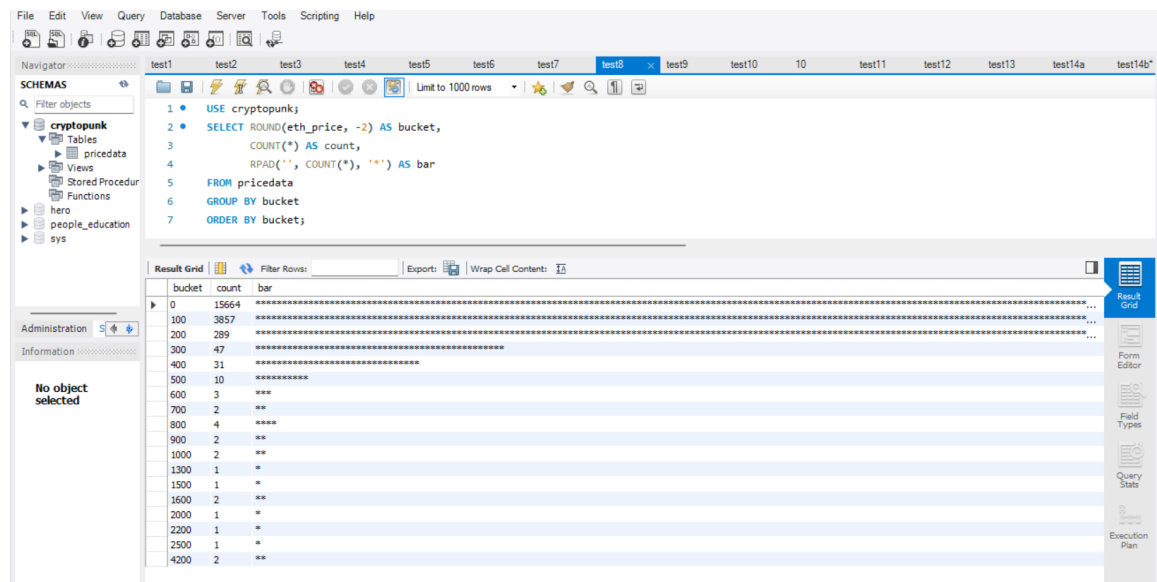 File Edit View Query Database Server Tools Scripting Help
Navigator
test1 test2 test3 test4 test5 test6 test7 test8 × test9 test10 10 test11 test12 test13 test14a test14b*
SCHEMAS
Filter objects
cryptopunk
Tables
pricedata
Views
Stored Procedur
Functions
hero
people_education
sys
Administration S
Information
No object
selected
Limit to 1000 rows
1 USE cryptopunk;
2 SELECT ROUND(eth_price, -2) AS bucket,
3 COUNT(*) AS count,
4 RPAD('', COUNT(*), '*') AS bar
5 FROM pricedata
6 GROUP BY bucket
7 ORDER BY bucket;
Result Grid Filter Rows: Export: Wrap Cell Content:
bucket count bar
0 15664
100 3857
200 289
300 47
400 31
500 10 **********
600 3 ***
700 2 **
800 4 ****
900 2 **
1000 2 **
1300 1 *
1500 1 *
1600 2 **
2000 1 *
2200 1 *
2500 1 *
4200 2 **
Result
Grid
Form
Editor
Field
Types
Query
Stats
Execution
Plan